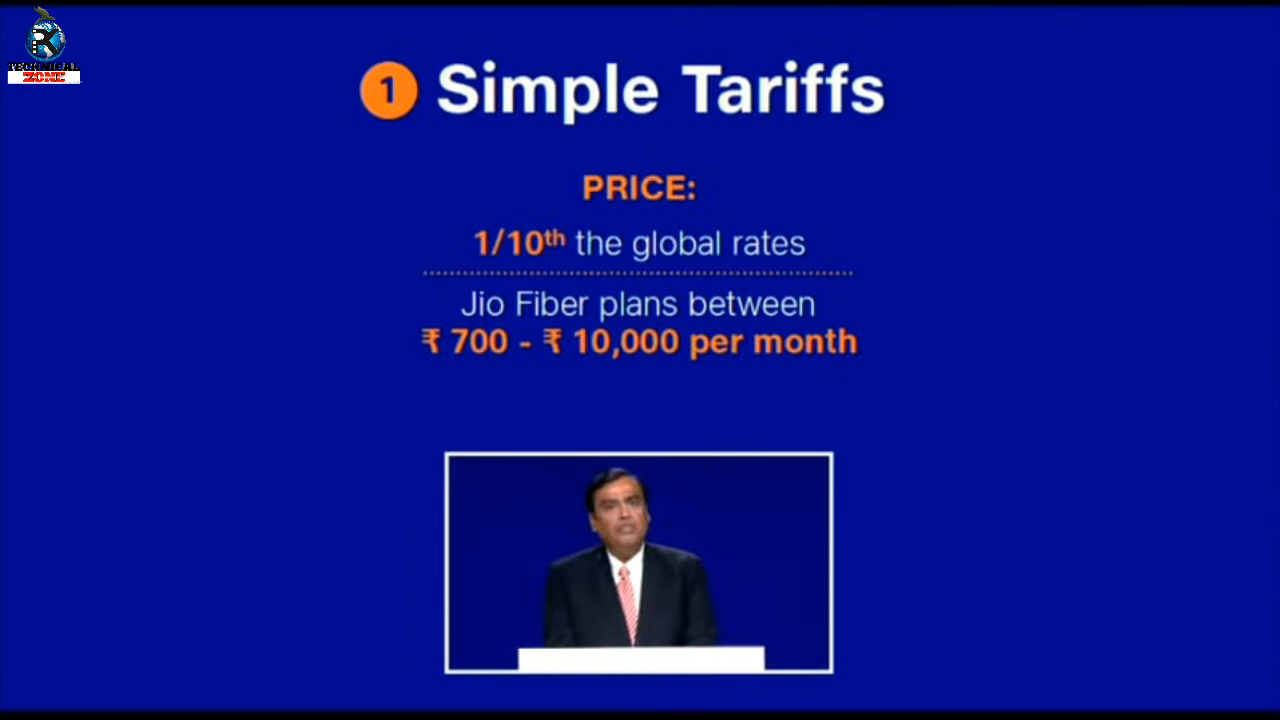 TECHNICAL
ZONE
1 Simple Tariffs
PRICE:
1/10th the global rates
Jio Fiber plans between
₹ 700 - ₹ 10,000 per month